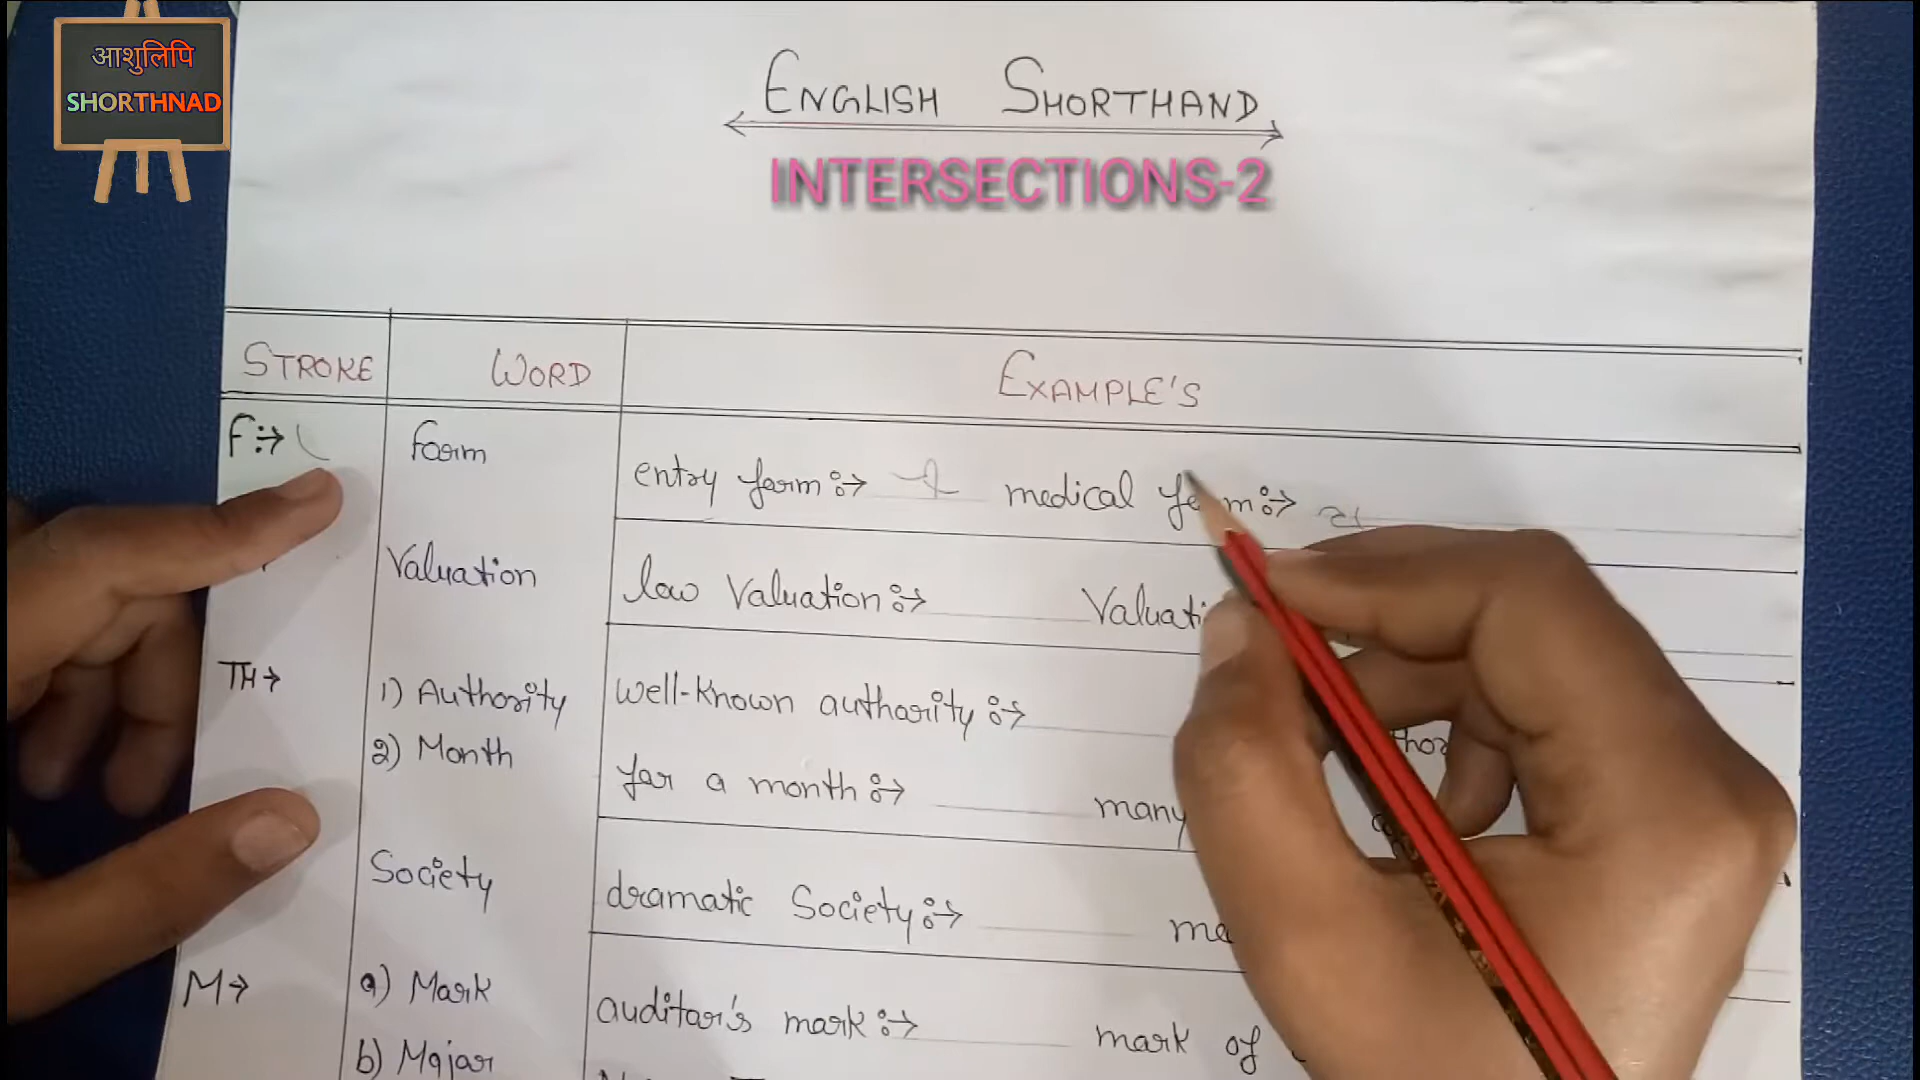 आशुलिपि
SHORTHNAD
ENGLISH SHORTHAND
INTERSECTIONS-2
STROKE WORD EXAMPLE'S
F:→ form entry form:→ medical form:→
Valuation low Valuation:→
TH→ 1) Authority well-known authority:→
2) Month for a month:→ many
Society dramatic Society:→
M→ a) Mark auditor's mark:→ mark of
b) Major